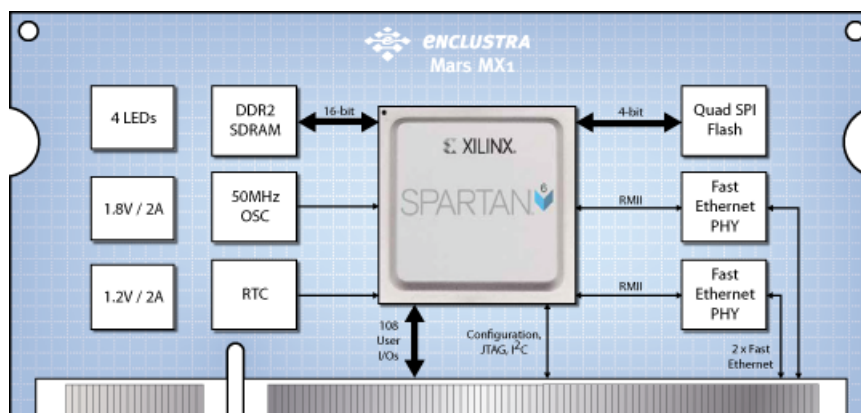 ENCLUSTRA
Mars MX1
4 LEDs
DDR2
SDRAM
16-bit
XILINX.
4-bit
Quad SPI
Flash
1.8V / 2A
50MHz
OSC
SPARTAN 6
RMII
Fast
Ethernet
PHY
1.2V / 2A
RTC
RMII
Fast
Ethernet
PHY
108
User
I/Os
Configuration,
JTAG, I²C
2 x Fast
Ethernet